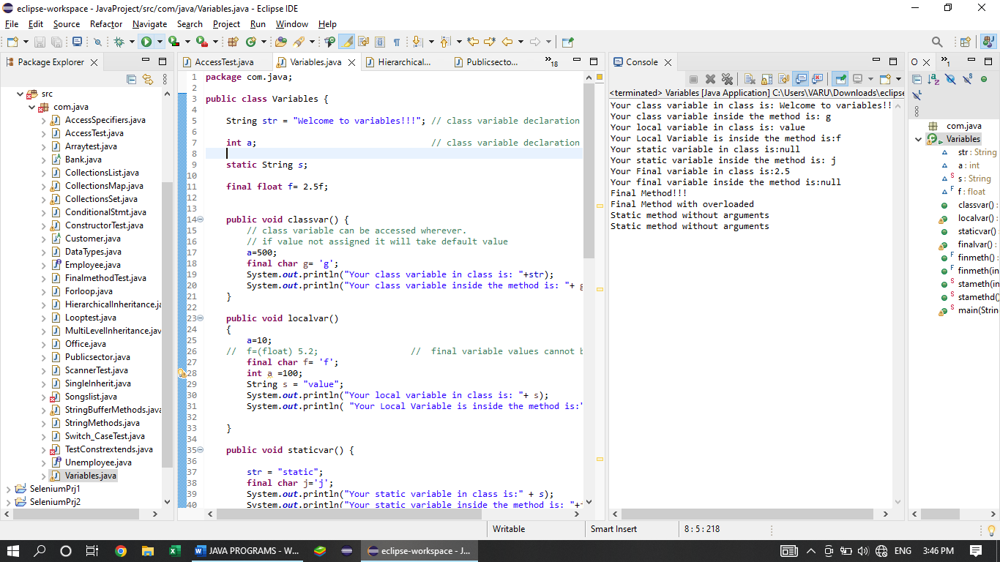 eclipse-workspace - JavaProject/src/com/java/Variables.java - Eclipse IDE
File Edit Source Refactor Navigate Search Project Run Window Help
Package Explorer
src
com.java
AccessSpecifiers.java
AccessTest.java
Arraytest.java
Bank.java
CollectionsList.java
CollectionsMap.java
CollectionsSet.java
ConditionalStmt.java
ConstructorTest.java
Customer.java
DataTypes.java
Employee.java
FinalmethodTest.java
Forloop.java
HierarchicalInheritance.ja
Looptest.java
MultiLevelInheritance.jav
Office.java
Publicsector.java
ScannerTest.java
SingleInherit.java
Songslist.java
StringBufferMethods.java
StringMethods.java
Switch_CaseTest.java
TestConstrextends.java
Unemployee.java
Variables.java
SeleniumPrj1
SeleniumPrj2
AccessTest.java Variables.java Hierarchical... Publicsecto... »18
1 package com.java;
2
3 public class Variables {
4
5 String str = "Welcome to variables!!!"; // class variable declaration
6
7 int a; // class variable declaration
8
9 static String s;
10
11 final float f= 2.5f;
12
13
14 public void classvar() {
15 // class variable can be accessed wherever.
16 // if value not assigned it will take default value
17 a=500;
18 final char g= 'g';
19 System.out.println("Your class variable in class is: "+str);
20 System.out.println("Your class variable inside the method is: "+ g
21 }
22
23 public void localvar()
24 {
25 a=10;
26 // f=(float) 5.2; // final variable values cannot b
27 final char f= 'f';
28 int a =100;
29 String s = "value";
30 System.out.println("Your local variable in class is: "+ s);
31 System.out.println( "Your Local Variable is inside the method is:"
32
33 }
34
35 public void staticvar() {
36
37 str = "static";
38 final char j='j';
39 System.out.println("Your static variable in class is:" + s);
40 System.out.println("Your static variable inside the method is: "+
Console
<terminated> Variables [Java Application] C:\Users\VARU\Downloads\eclipse
Your class variable in class is: Welcome to variables!!
Your class variable inside the method is: g
Your local variable in class is: value
Your Local Variable is inside the method is:f
Your static variable in class is:null
Your static variable inside the method is: j
Your Final variable in class is:2.5
Your final variable inside the method is:null
Final Method!!!
Final Method with overloaded
Static method without arguments
Static method without arguments
O »1
com.java
Variables
str : String
a : int
S s : String
F f : float
classvar() :
localvar() :
staticvar() :
finalvar() :
F finmeth() :
F finmeth(in
S stameth(in
S stamethd()
S main(Strin
Writable Smart Insert 8 : 5 : 218
JAVA PROGRAMS - W... eclipse-workspace - J... ENG 3:46 PM